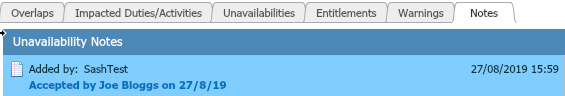 Overlaps Impacted Duties/Activities Unavailabilities Entitlements Warnings Notes
Unavailability Notes
Added by: SashTest 27/08/2019 15:59
Accepted by Joe Bloggs on 27/8/19